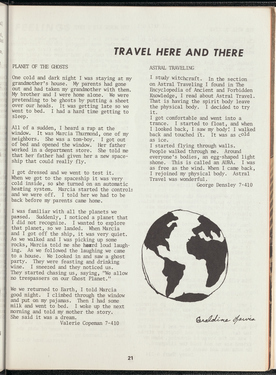 TRAVEL HERE AND THERE
PLANET OF THE GHOSTS
One cold and dark night I was staying at my
grandmother's house. My parents had gone
out and had taken my grandmother with them.
My brother and I were home alone. We were
pretending to be ghosts by putting a sheet
over our heads. It was getting late so we
went to bed. I had a hard time getting to
sleep.
All of a sudden, I heard a rap at the
window. It was Marcia Thermond, one of my
neighbors. She was a tom-boy. I got out
of bed and opened the window. Her father
worked in a department store. She told me
that her father had given her a new space-
ship that could really fly.
I got dressed and we went to test it.
When we got to the spaceship it was very
cold inside, so she turned on an automatic
heating system. Marcia started the controls
and we were off. I told her we had to be
back before my parents came home.
I was familiar with all the planets we
passed. Suddenly, I noticed a planet that
I did not recognize. I wanted to explore
that planet, so we landed. When Marcia
and I got off the ship, it was very quiet.
As we walked and I was picking up some
rocks, Marcia told me she heard loud laugh-
ing. As we followed the laughing we came
to a house. We looked in and saw a ghost
party. They were feasting and drinking
wine. I sneezed and they noticed us.
They started chasing us, saying, "We allow
no trespassers on our Ghost Planet."
We returned to Earth, I told Marcia
good night. I climbed through the window
and put on my pajamas. Then I had some
milk and went to bed. I woke up the next
morning and told my mother the story.
She said it was a dream.
Valerie Copeman 7-410
ASTRAL TRAVELING
I study witchcraft. In the section
on Astral Traveling I found in The
Encyclopedia of Ancient and Forbidden
Knowledge, I read about Astral Travel.
That is having the spirit body leave
the physical body. I decided to try
it.
I got comfortable and went into a
trance. I started to float, and when
I looked back, I saw my body! I walked
back and touched it. It was as cold
as ice.
I started flying through walls.
People walked through me. Around
everyone's bodies, an egg-shaped light
shone. This is called an AURA. I was
as free as the wind. When I came back,
I rejoined my physical body. Astral
Travel was wonderful.
George Densley 7-410
Geraldine Lewis
21